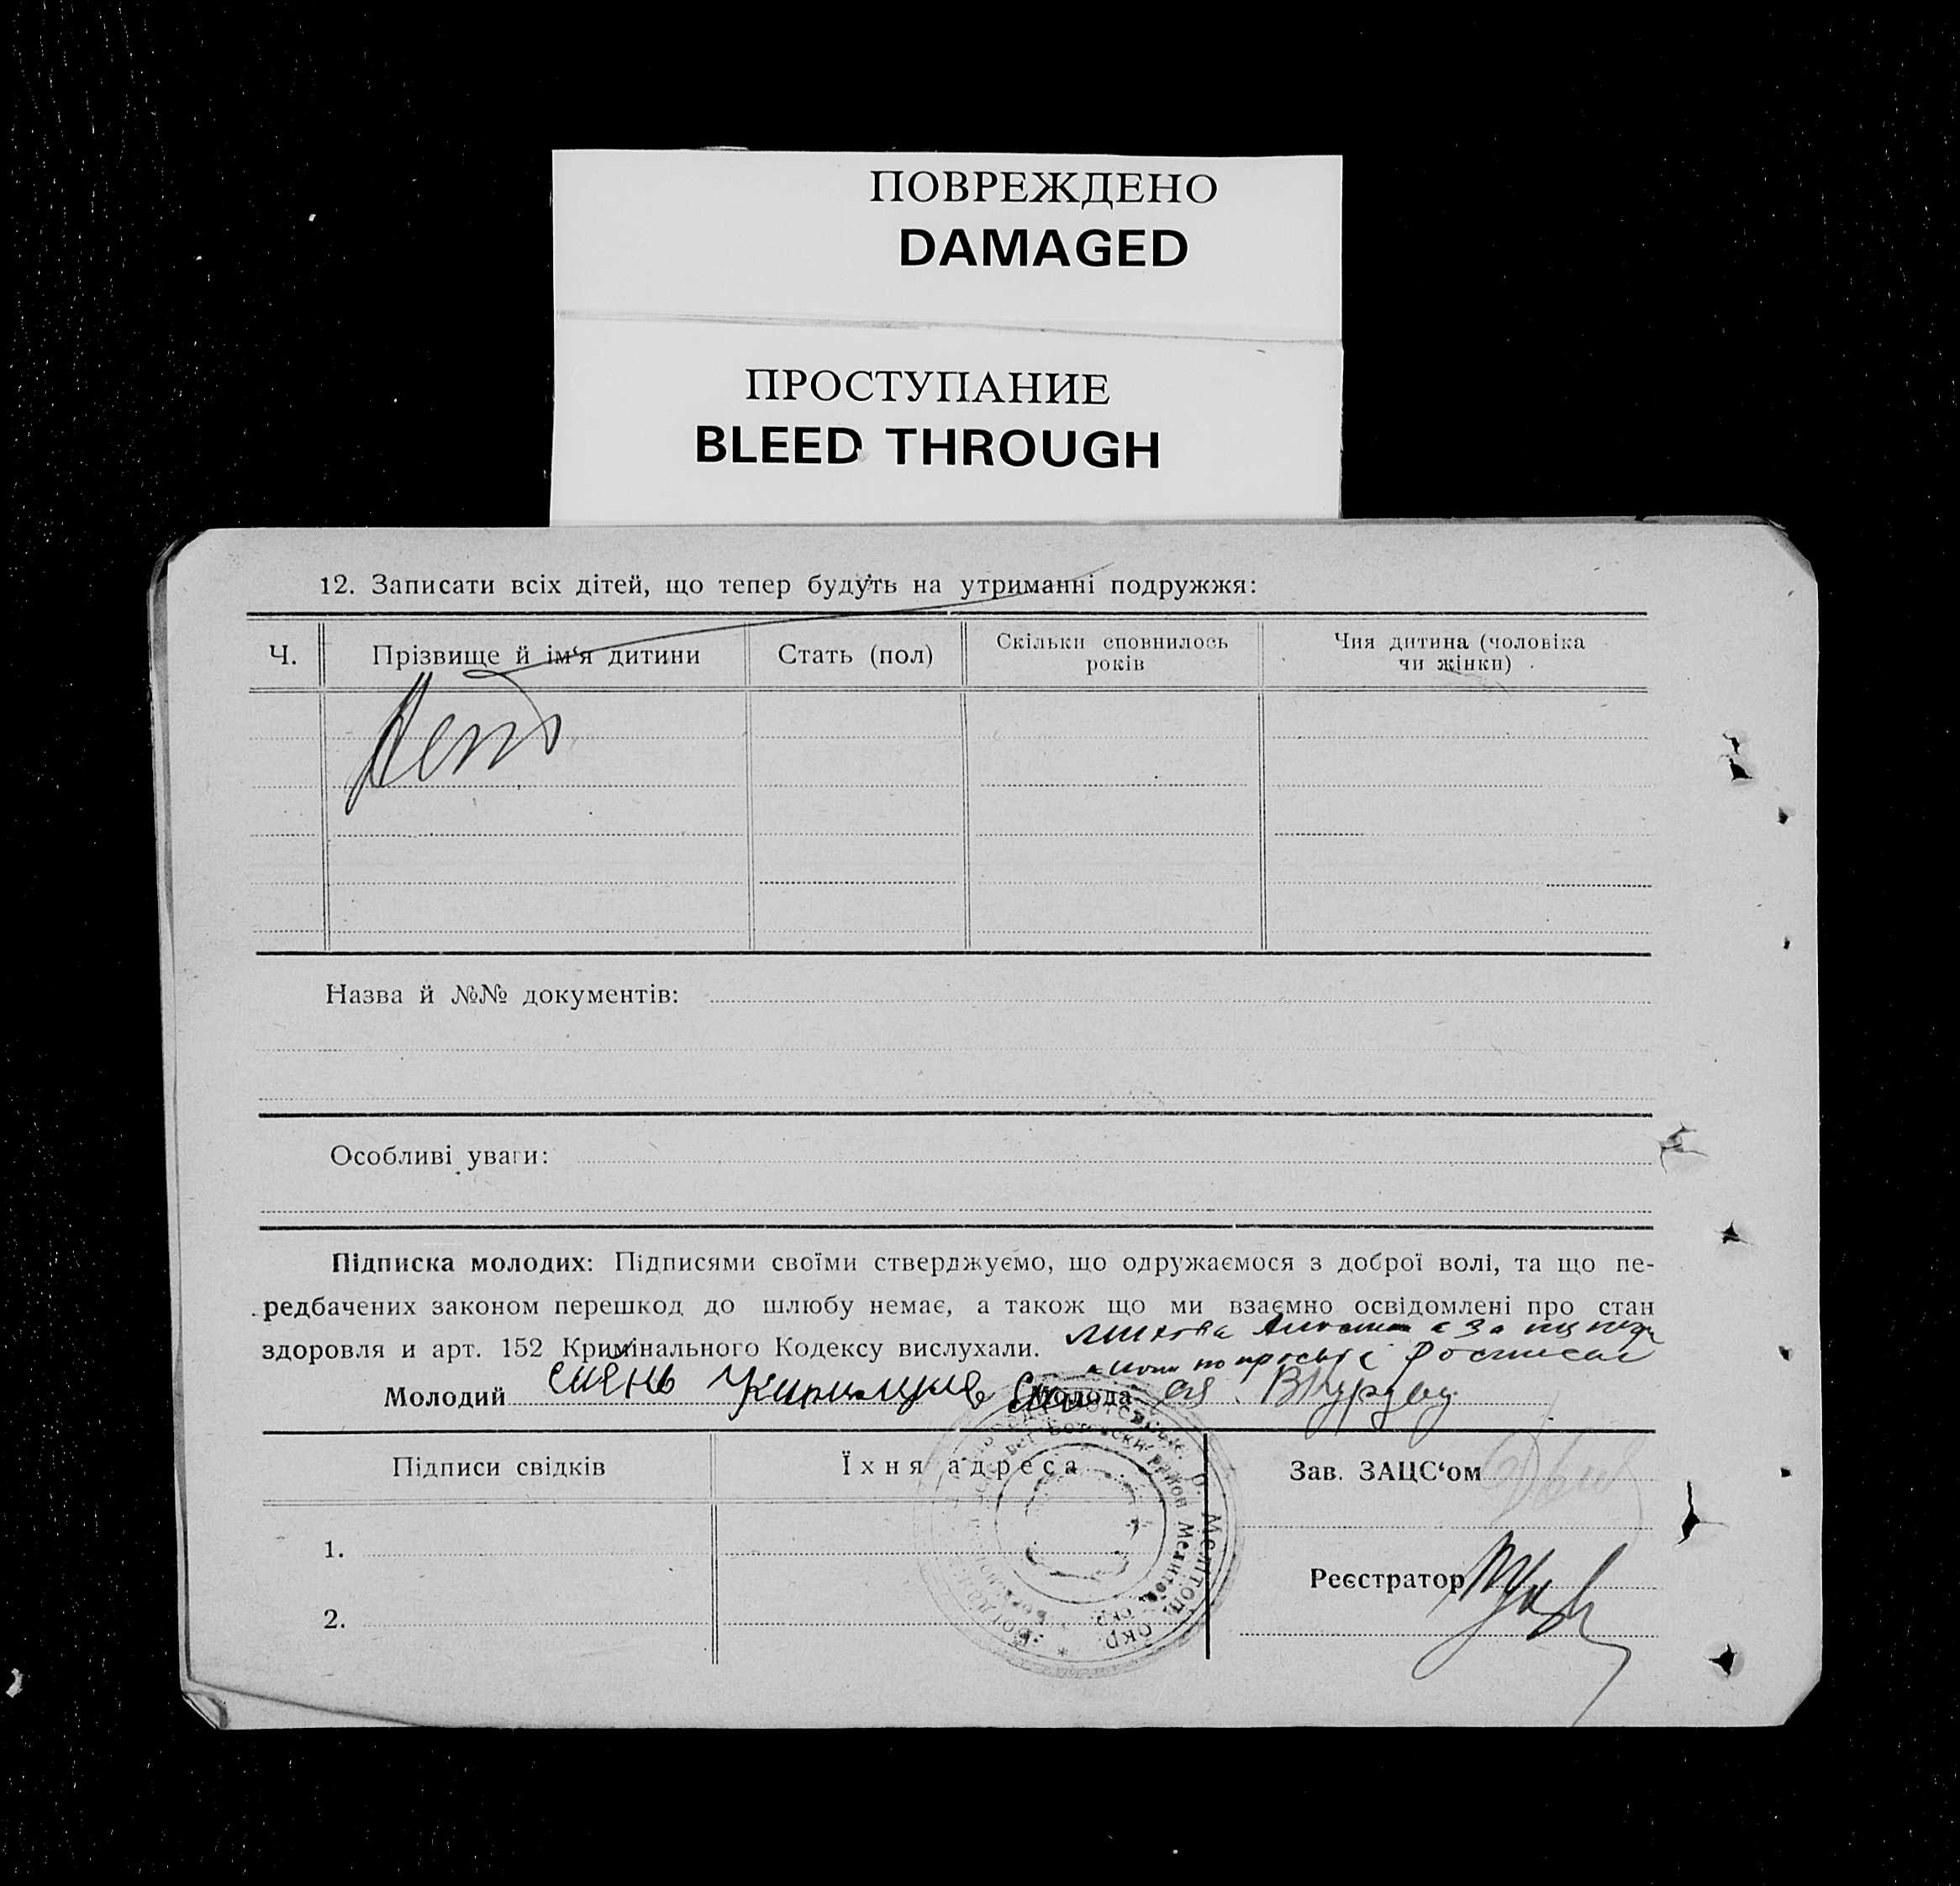 ПОВРЕЖДЕНО
DAMAGED
ПРОСТУПАНИЕ
BLEED THROUGH
12. Записати всіх дітей, що тепер будуть на утриманні подружжя:
Ч. Прізвище й ім‘я дитини Стать (пол) Скільки сповнилось років Чия дитина (чоловіка чи жінки)
Назва й №№ документів:
Особливі уваги:
Підписка молодих: Підписями своїми стверджуємо, що одружаємося з доброї волі, та що пе-
редбачених законом перешкод до шлюбу немає, а також що ми взаємно освідомлені про стан
здоровля и арт. 152 Кримінального Кодексу вислухали.
Молодий Молода
Підписи свідків Їхня адреса Зав. ЗАЦС‘ом
1.
Реєстратор
2.